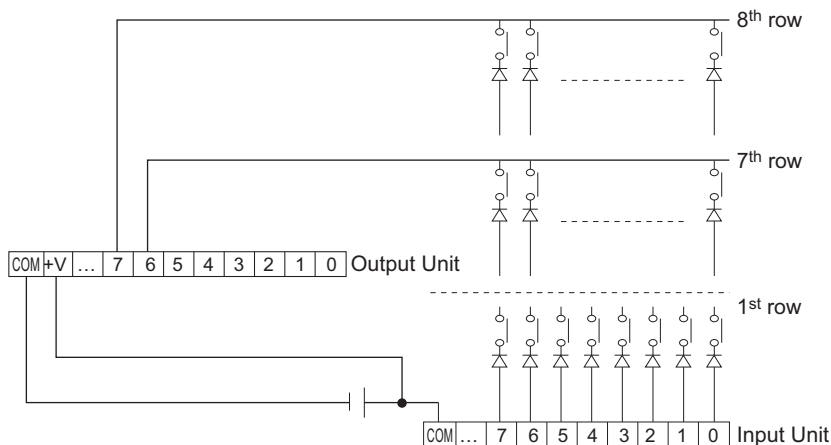 8th row
7th row
COM +V ... 7 6 5 4 3 2 1 0 Output Unit
1st row
COM ... 7 6 5 4 3 2 1 0 Input Unit